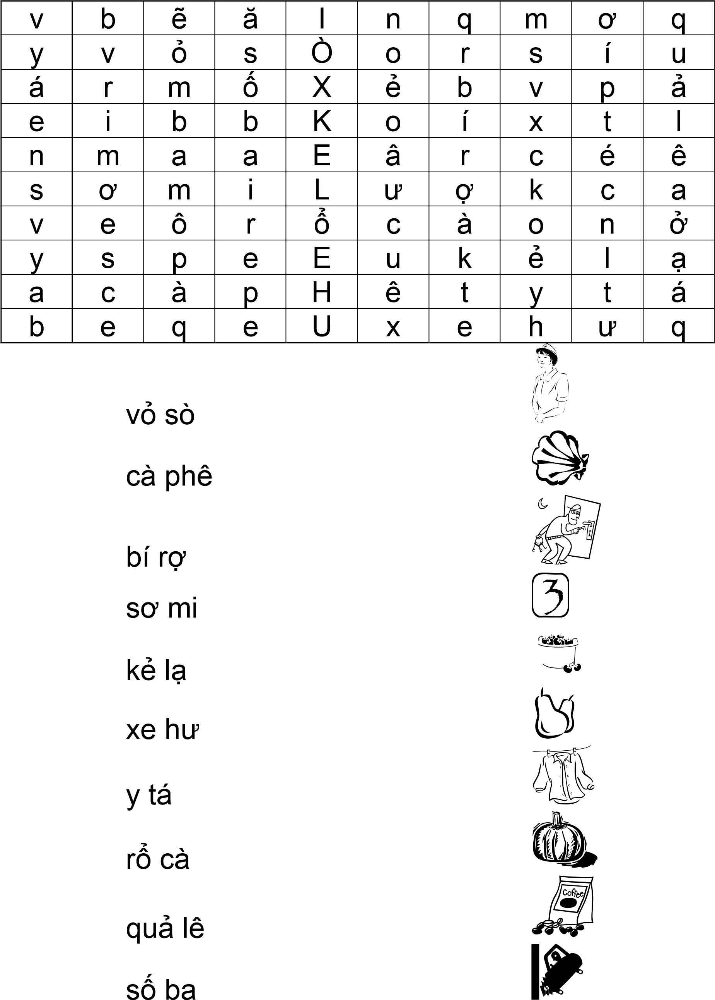 v b ẽ ă I n q m ơ q
y v ỏ s Ò o r s í u
á r m ố X ẻ b v p ả
e i b b K o í x t l
n m a a E â r c é ê
s ơ m i L ư ợ k c a
v e ô r Ổ c à o n ở
y s p e E u k ẻ l ạ
a c à p H ê t y t á
b e q e U x e h ư q
vỏ sò
cà phê
bí rợ
sơ mi
3
kẻ lạ
xe hư
y tá
rổ cà
Coffee
quả lê
số ba